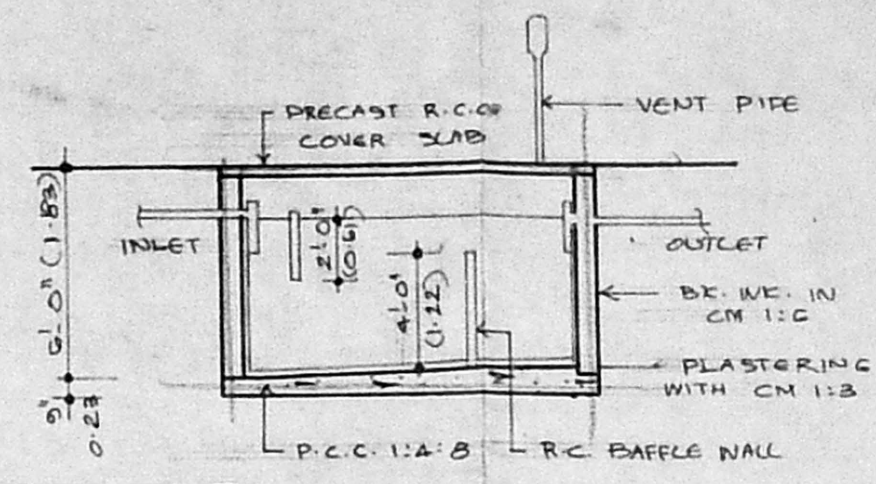 PRECAST R.C.C.
COVER SLAB
VENT PIPE
6'-0" (1.83)
INLET
2'-0"
(0.61)
4'-0"
(1.22)
OUTLET
BK. WK. IN
CM 1:6
PLASTERING
WITH CM 1:3
9"
0.23
P.C.C. 1:4:8
R.C. BAFFLE WALL